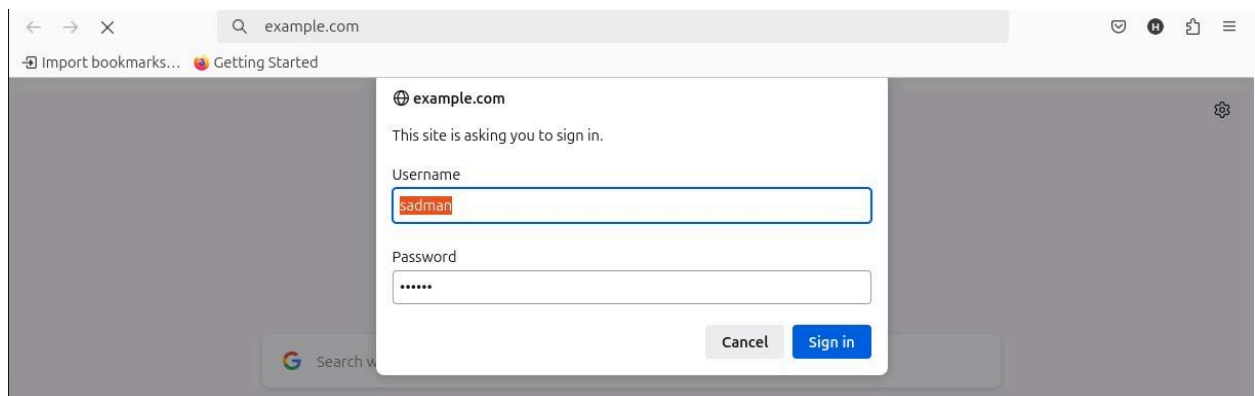 example.com
Import bookmarks... Getting Started
example.com
This site is asking you to sign in.
Username
sadman
Password
••••••
Cancel Sign in
G Search w